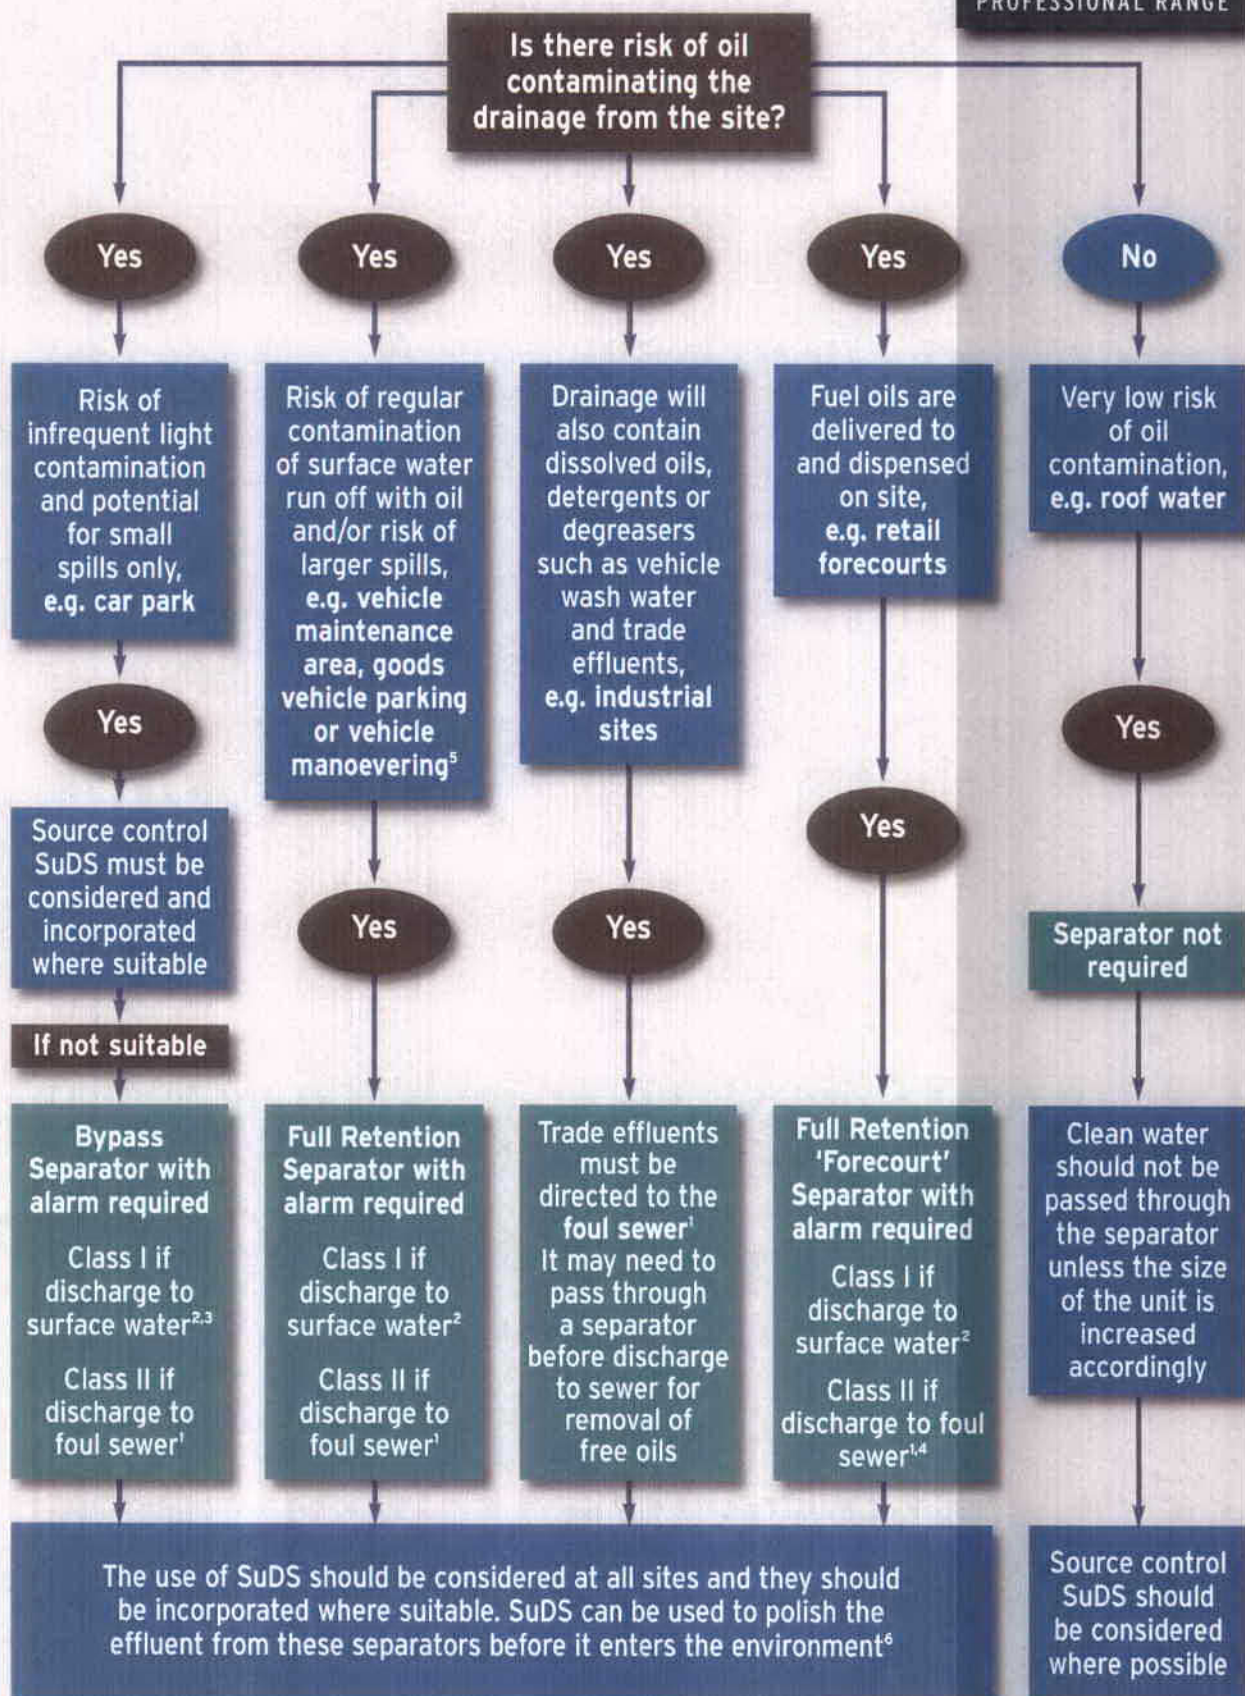 PROFESSIONAL RANGE
Is there risk of oil
contaminating the
drainage from the site?
Yes
Yes
Yes
Yes
No
Risk of
infrequent light
contamination
and potential
for small
spills only,
e.g. car park
Risk of regular
contamination
of surface water
run off with oil
and/or risk of
larger spills,
e.g. vehicle
maintenance
area, goods
vehicle parking
or vehicle
manoevering⁵
Drainage will
also contain
dissolved oils,
detergents or
degreasers
such as vehicle
wash water
and trade
effluents,
e.g. industrial
sites
Fuel oils are
delivered to
and dispensed
on site,
e.g. retail
forecourts
Very low risk
of oil
contamination,
e.g. roof water
Yes
Yes
Yes
Yes
Yes
Source control
SuDS must be
considered and
incorporated
where suitable
If not suitable
Separator not
required
Bypass
Separator with
alarm required
Class I if
discharge to
surface water²,³
Class II if
discharge to
foul sewer¹
Full Retention
Separator with
alarm required
Class I if
discharge to
surface water²
Class II if
discharge to
foul sewer¹
Trade effluents
must be
directed to the
foul sewer¹
It may need to
pass through
a separator
before discharge
to sewer for
removal of
free oils
Full Retention
'Forecourt'
Separator with
alarm required
Class I if
discharge to
surface water²
Class II if
discharge to foul
sewer¹,⁴
Clean water
should not be
passed through
the separator
unless the size
of the unit is
increased
accordingly
The use of SuDS should be considered at all sites and they should
be incorporated where suitable. SuDS can be used to polish the
effluent from these separators before it enters the environment⁶
Source control
SuDS should
be considered
where possible